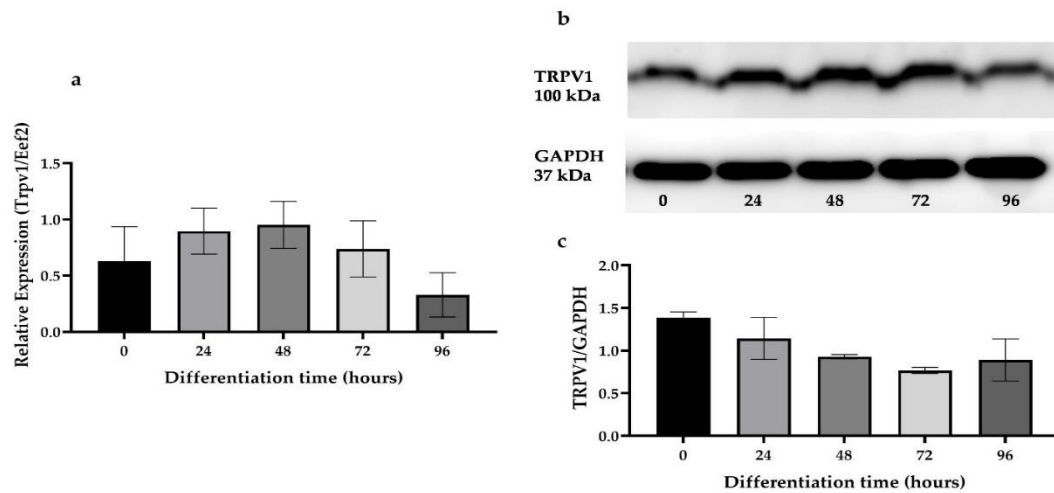 a
Relative Expression (Trpv1/Eef2)
1.5
1.0
0.5
0.0
0 24 48 72 96
Differentiation time (hours)
b
TRPV1
100 kDa
GAPDH
37 kDa
0 24 48 72 96
c
TRPV1/GAPDH
2.0
1.5
1.0
0.5
0.0
0 24 48 72 96
Differentiation time (hours)